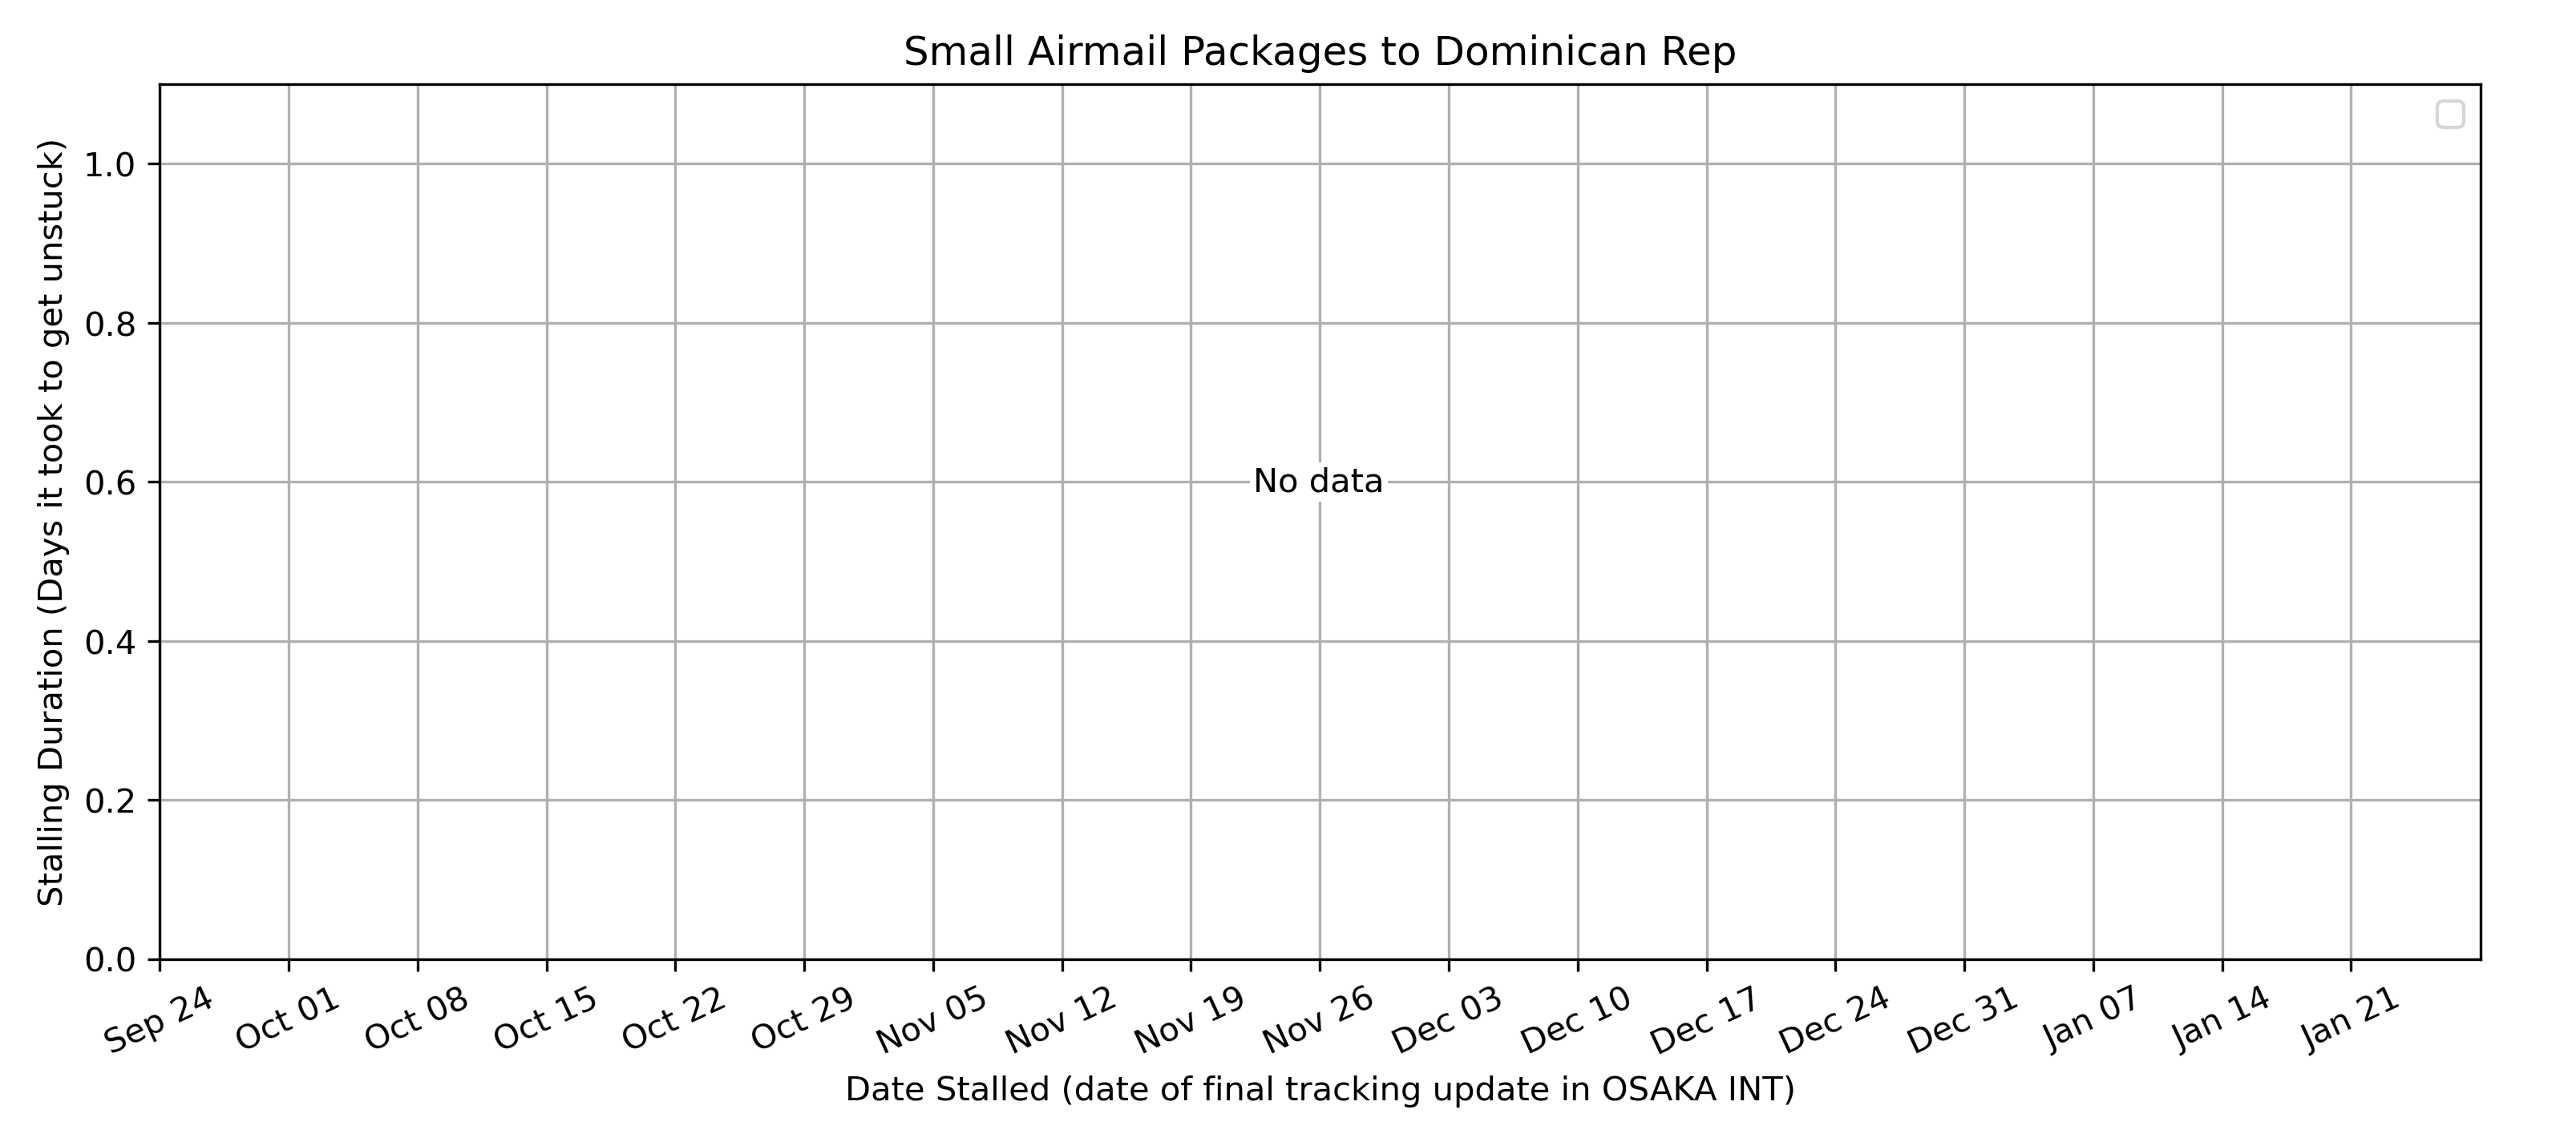 Small Airmail Packages to Dominican Rep
Stalling Duration (Days it took to get unstuck)
1.0
0.8
0.6
0.4
0.2
0.0
No data
Sep 24 Oct 01 Oct 08 Oct 15 Oct 22 Oct 29 Nov 05 Nov 12 Nov 19 Nov 26 Dec 03 Dec 10 Dec 17 Dec 24 Dec 31 Jan 07 Jan 14 Jan 21
Date Stalled (date of final tracking update in OSAKA INT)